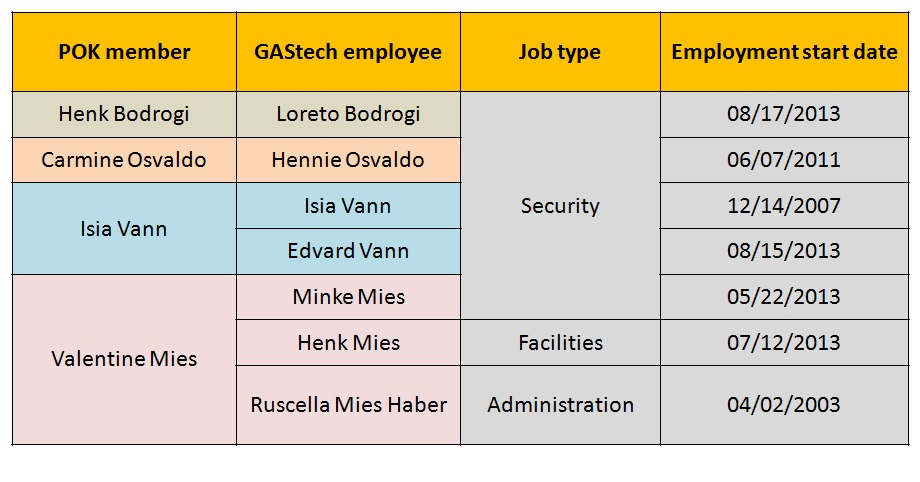 POK member GAStech employee Job type Employment start date
Henk Bodrogi Loreto Bodrogi 08/17/2013
Carmine Osvaldo Hennie Osvaldo 06/07/2011
Isia Vann Isia Vann Security 12/14/2007
Edvard Vann 08/15/2013
Minke Mies 05/22/2013
Valentine Mies Henk Mies Facilities 07/12/2013
Ruscella Mies Haber Administration 04/02/2003